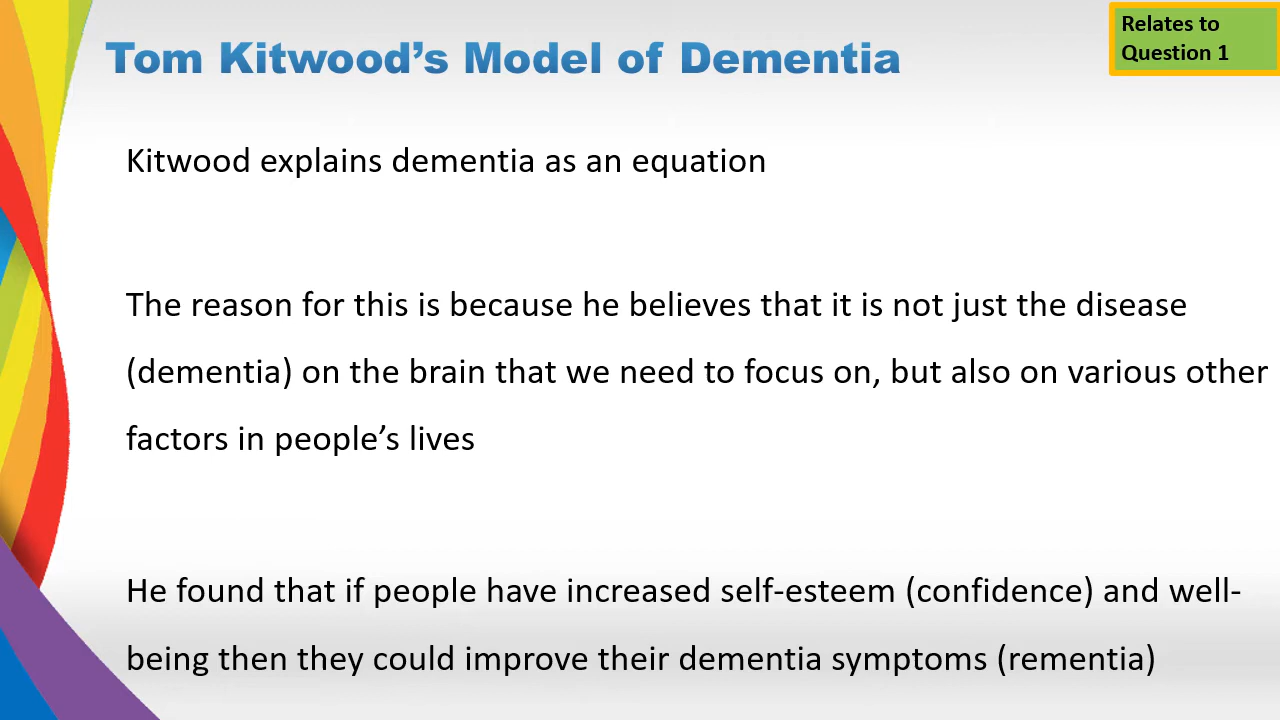 Relates to
Question 1
Tom Kitwood’s Model of Dementia
Kitwood explains dementia as an equation
The reason for this is because he believes that it is not just the disease
(dementia) on the brain that we need to focus on, but also on various other
factors in people’s lives
He found that if people have increased self-esteem (confidence) and well-
being then they could improve their dementia symptoms (rementia)